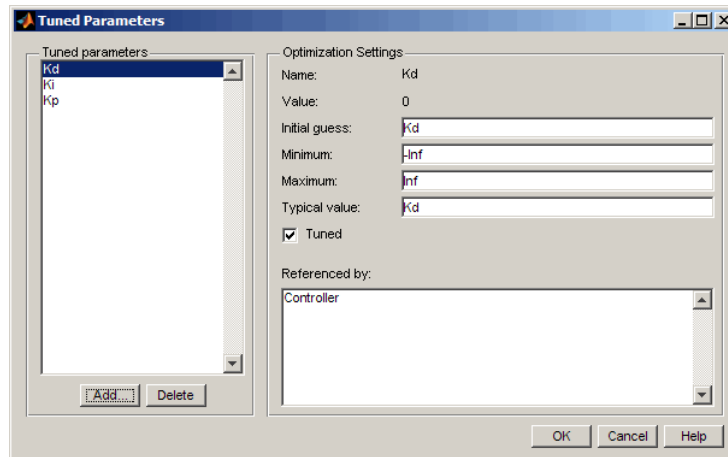 Tuned Parameters
Tuned parameters
Kd
Ki
Kp
Add...
Delete
Optimization Settings
Name: Kd
Value: 0
Initial guess: Kd
Minimum: -Inf
Maximum: Inf
Typical value: Kd
Tuned
Referenced by:
Controller
OK Cancel Help